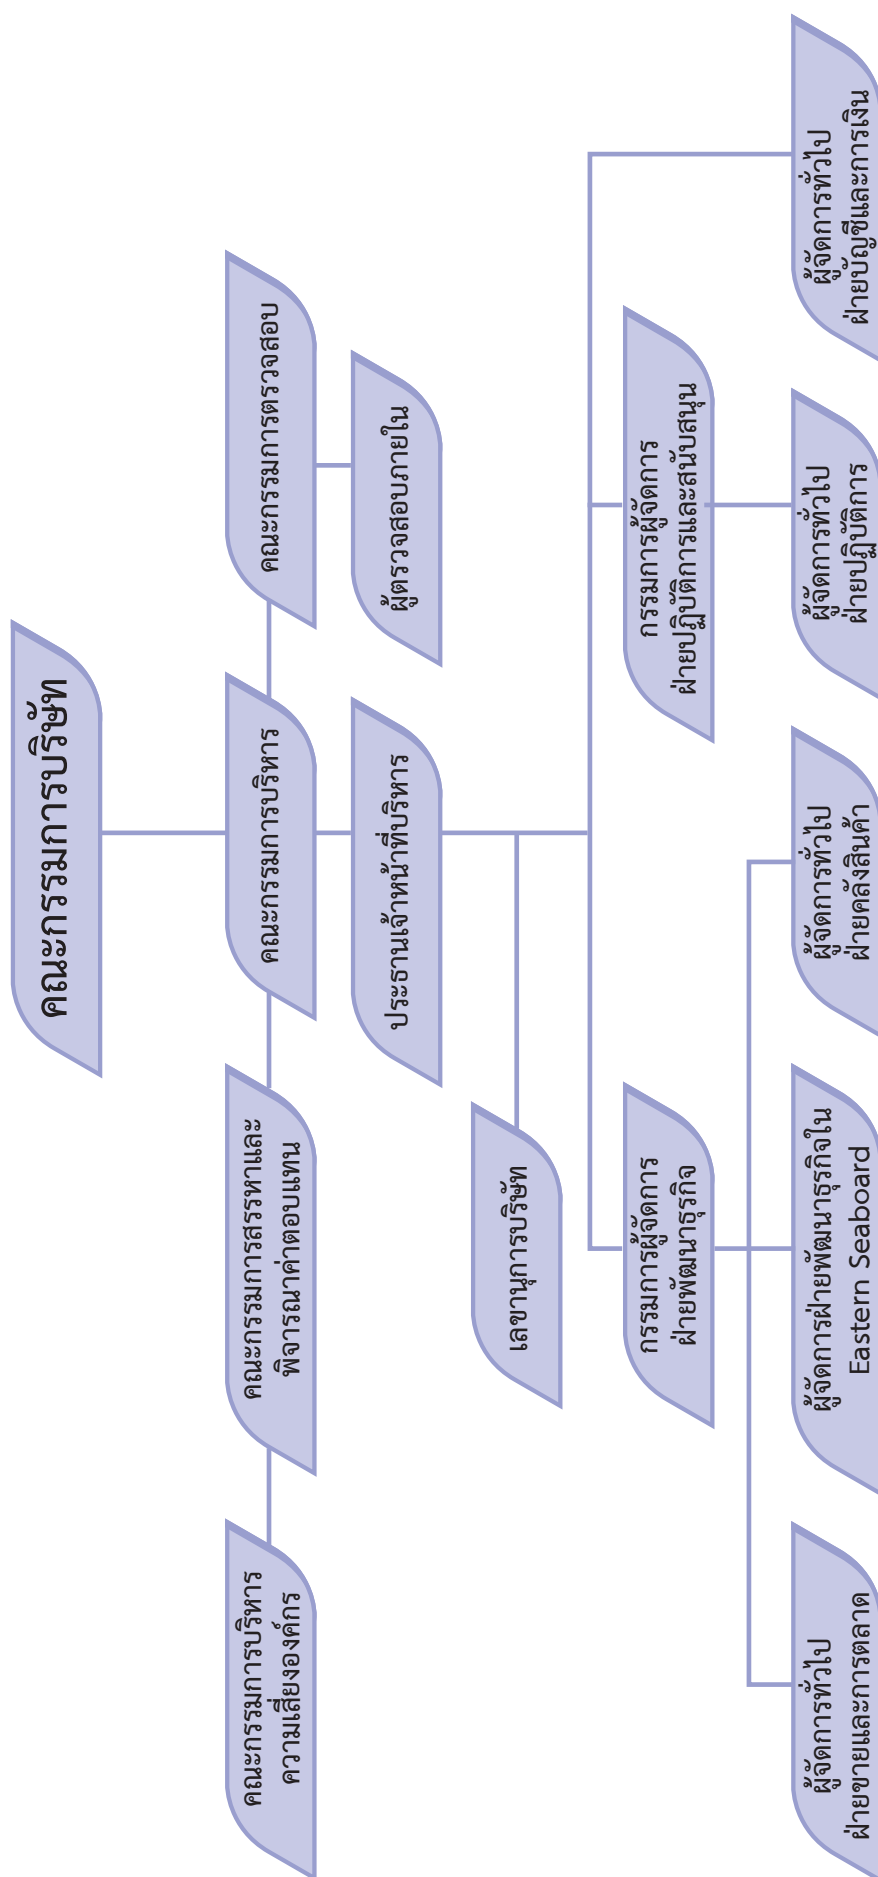 คณะกรรมการบริษัท
คณะกรรมการบริหาร
ความเสี่ยงองค์กร
คณะกรรมการสรรหาและ
พิจารณาค่าตอบแทน
คณะกรรมการบริหาร
คณะกรรมการตรวจสอบ
ประธานเจ้าหน้าที่บริหาร
ผู้ตรวจสอบภายใน
เลขานุการบริษัท
กรรมการผู้จัดการ
ฝ่ายพัฒนาธุรกิจ
กรรมการผู้จัดการ
ฝ่ายปฏิบัติการและสนับสนุน
ผู้จัดการทั่วไป
ฝ่ายขายและการตลาด
ผู้จัดการฝ่ายพัฒนาธุรกิจใน
Eastern Seaboard
ผู้จัดการทั่วไป
ฝ่ายคลังสินค้า
ผู้จัดการทั่วไป
ฝ่ายปฏิบัติการ
ผู้จัดการทั่วไป
ฝ่ายบัญชีและการเงิน